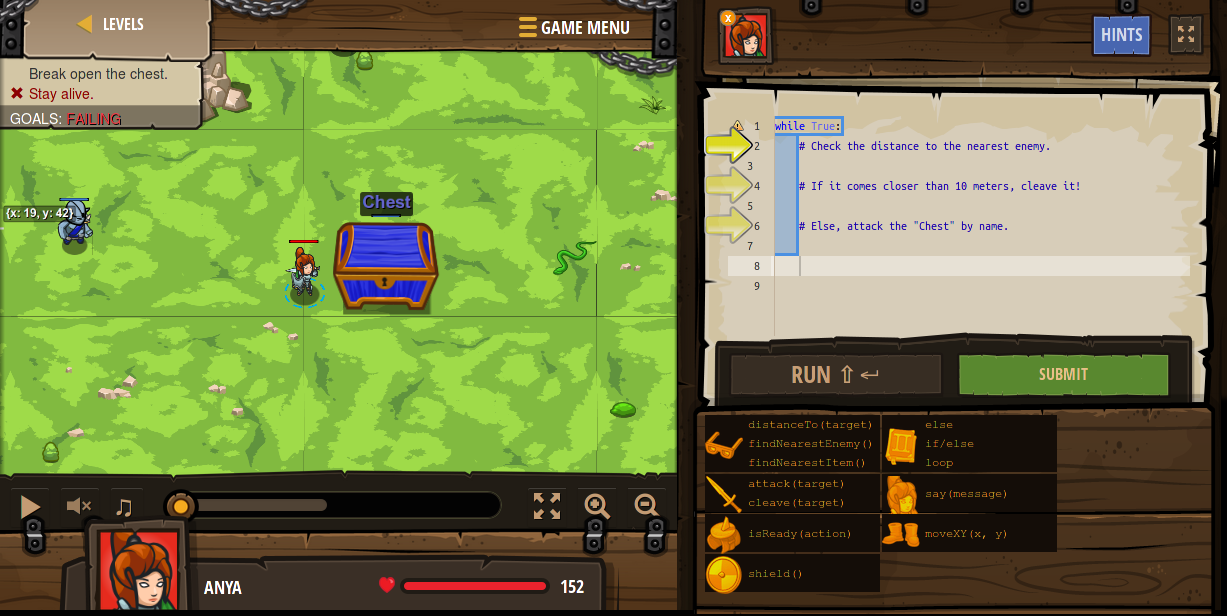 LEVELS
GAME MENU
Break open the chest.
Stay alive.
GOALS: FAILING
{x: 19, y: 42}
Chest
ANYA
152
x
HINTS
1 while True:
2 # Check the distance to the nearest enemy.
3
4 # If it comes closer than 10 meters, cleave it!
5
6 # Else, attack the "Chest" by name.
7
8
9
RUN
SUBMIT
distanceTo(target)
findNearestEnemy()
findNearestItem()
else
if/else
loop
attack(target)
cleave(target)
say(message)
isReady(action)
moveXY(x, y)
shield()